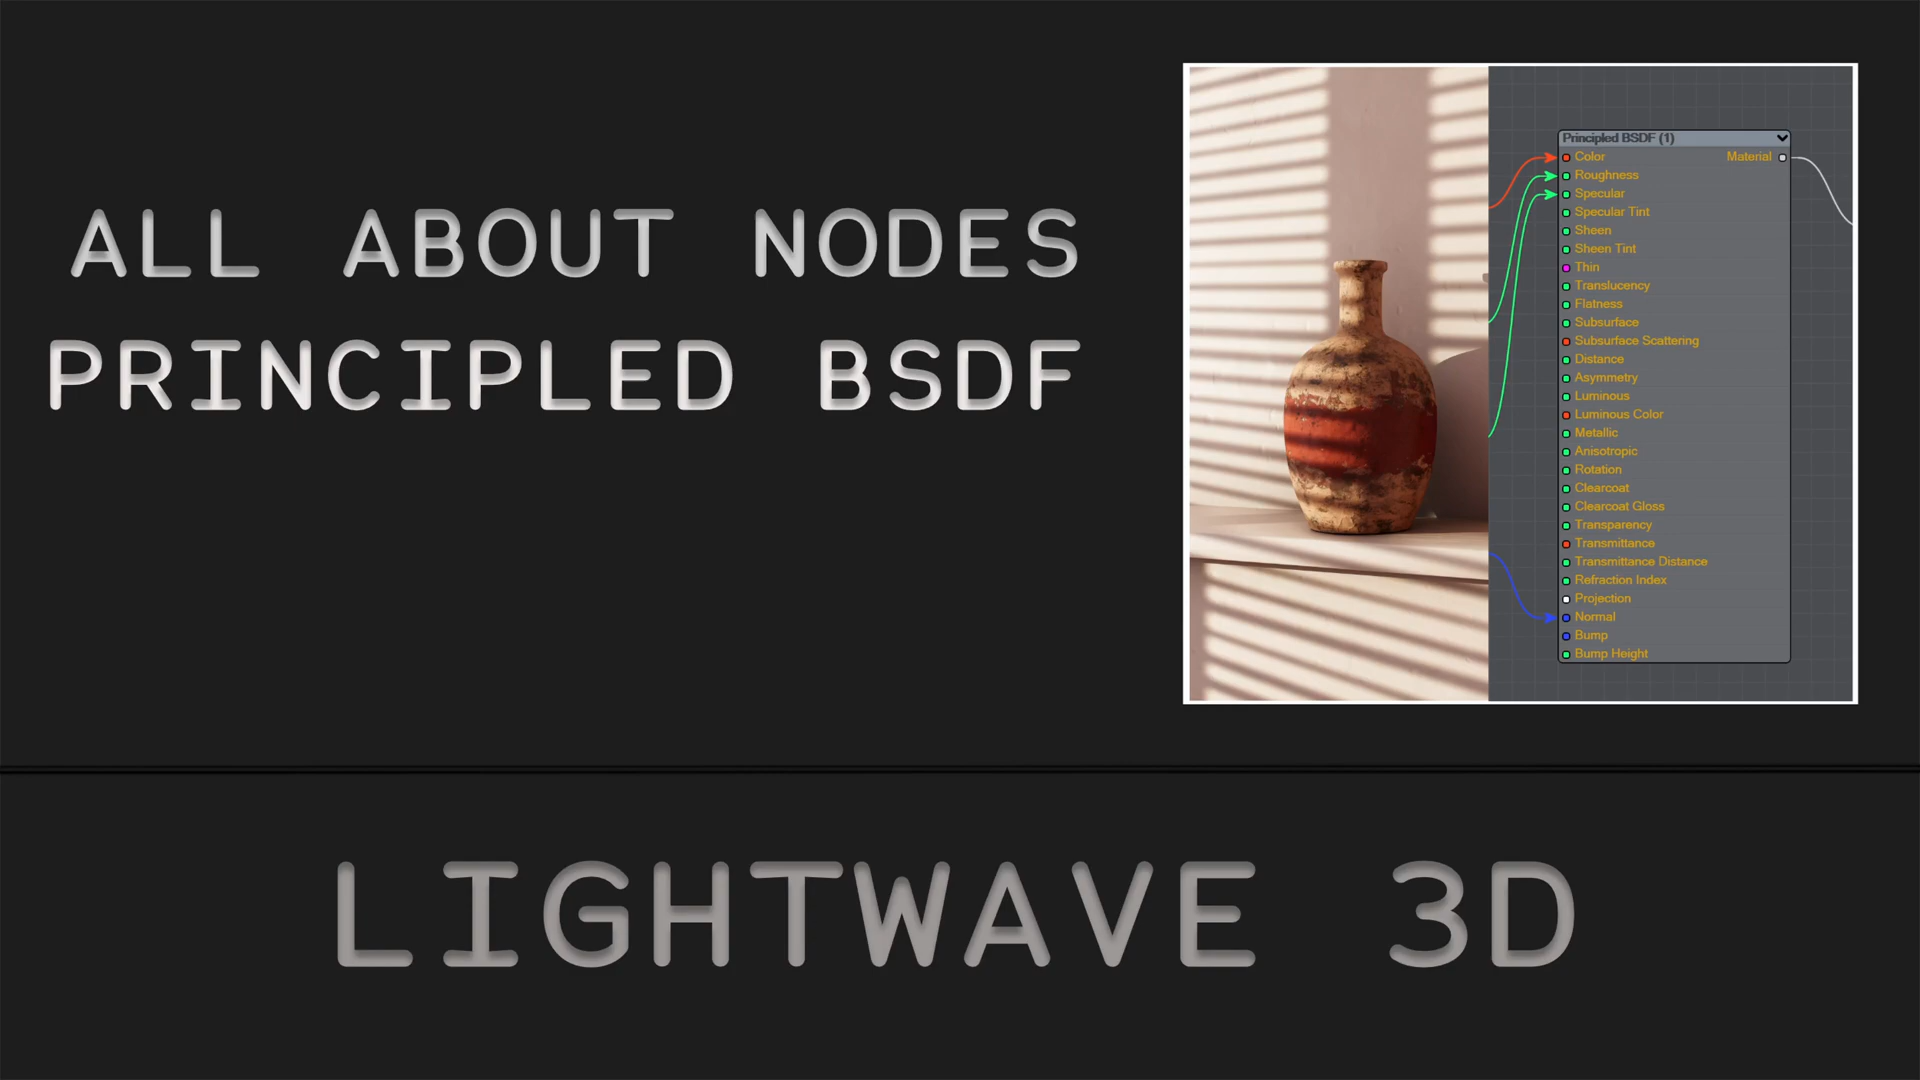 ALL ABOUT NODES
PRINCIPLED BSDF
Principled BSDF (1)
Color Material
Roughness
Specular
Specular Tint
Sheen
Sheen Tint
Thin
Translucency
Flatness
Subsurface
Subsurface Scattering
Distance
Asymmetry
Luminous
Luminous Color
Metallic
Anisotropic
Rotation
Clearcoat
Clearcoat Gloss
Transparency
Transmittance
Transmittance Distance
Refraction Index
Projection
Normal
Bump
Bump Height
LIGHTWAVE 3D